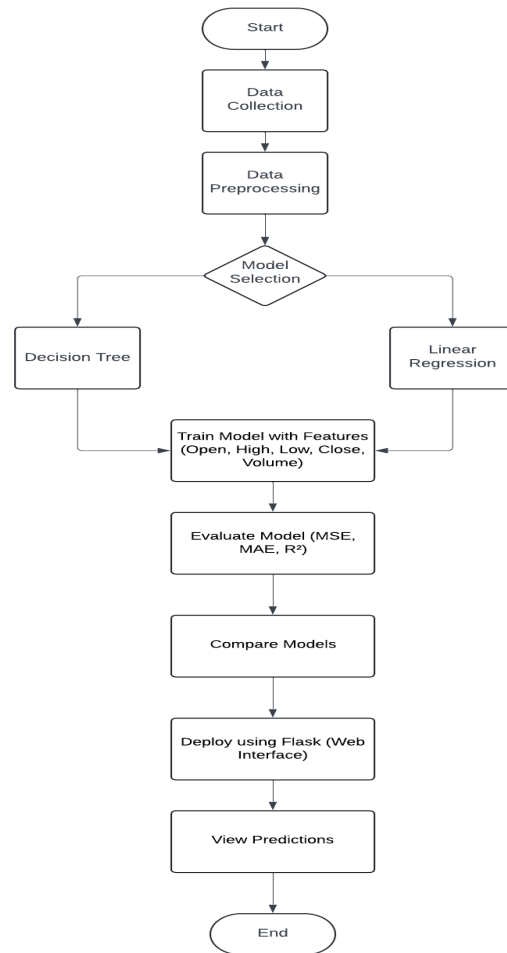 Start
Data
Collection
Data
Preprocessing
Model
Selection
Decision Tree
Linear
Regression
Train Model with Features
(Open, High, Low, Close,
Volume)
Evaluate Model (MSE,
MAE, R²)
Compare Models
Deploy using Flask (Web
Interface)
View Predictions
End